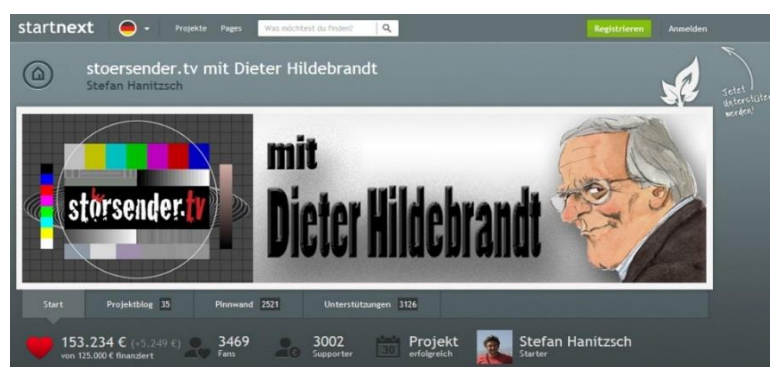 startnext Projekte Pages Was möchtest du finden? Registrieren Anmelden
stoersender.tv mit Dieter Hildebrandt
Stefan Hanitzsch
Jetzt
Unterstützer
werden!
mit
Dieter Hildebrandt
störsender.tv
Start Projektblog 35 Pinnwand 2521 Unterstützungen 3126
153.234 € (+5.249 €) 3469 3002 Projekt Stefan Hanitzsch
von 125.000 € finanziert Fans Supporter 30 erfolgreich Starter